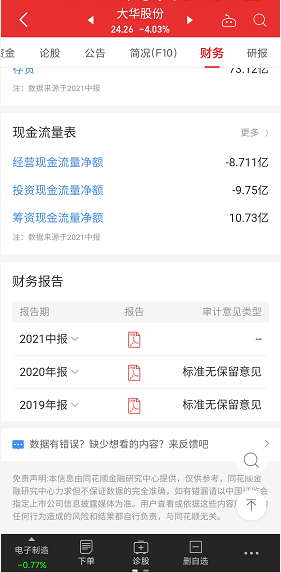 大华股份
24.26 -4.03%
资金 论股 公告 简况(F10) 财务 研报
存货 73.12亿
注：数据来源于2021中报
现金流量表 更多
经营现金流量净额 -8.711亿
投资现金流量净额 -9.75亿
筹资现金流量净额 10.73亿
注：数据来源于2021中报
财务报告
报告期 报告 审计意见类型
2021中报 --
2020年报 标准无保留意见
2019年报 标准无保留意见
数据有错误？缺少想看的内容？来反馈吧
免责声明:本信息由同花顺金融研究中心提供，仅供参考，同花顺金
融研究中心力求但不保证数据的完全准确，如有错漏请以中国证监会
指定上市公司信息披露媒体为准。用户查看或依据这些内容所
任何行为造成的风险和结果都自行负责，与同花顺无关。
电子制造
-0.77%
下单
诊股
删自选